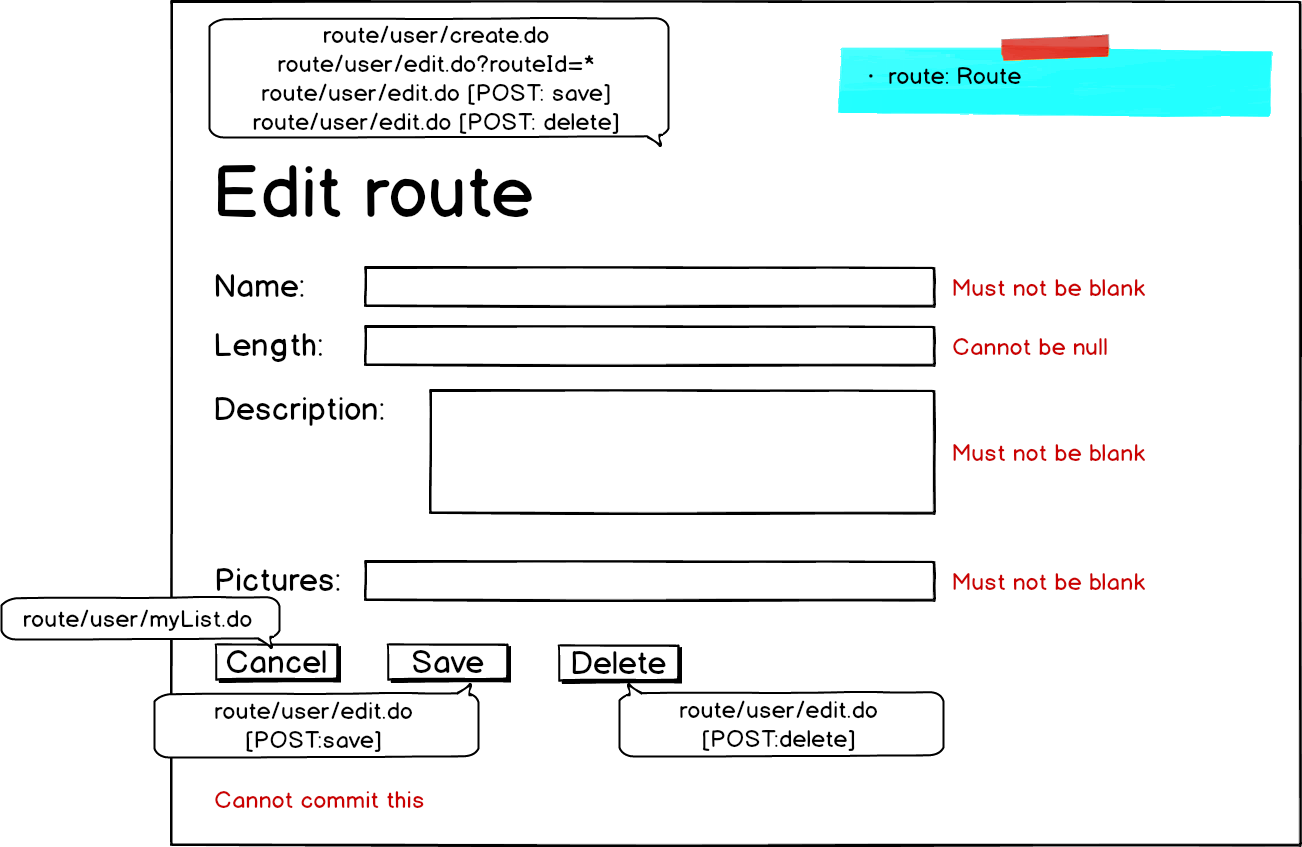 route/user/create.do
route/user/edit.do?routeId=*
route/user/edit.do [POST: save]
route/user/edit.do [POST: delete]
· route: Route
Edit route
Name:
Must not be blank
Length:
Cannot be null
Description:
Must not be blank
Pictures:
Must not be blank
route/user/myList.do
Cancel
Save
Delete
route/user/edit.do
[POST:save]
route/user/edit.do
[POST:delete]
Cannot commit this